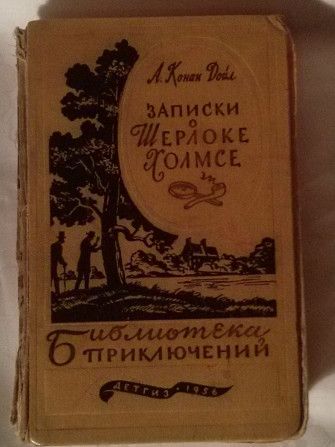 А. Конан Дойл
ЗАПИСКИ
О
ШЕРЛОКЕ
ХОЛМСЕ
Библиотека
приключений
ДЕТГИЗ • 1956